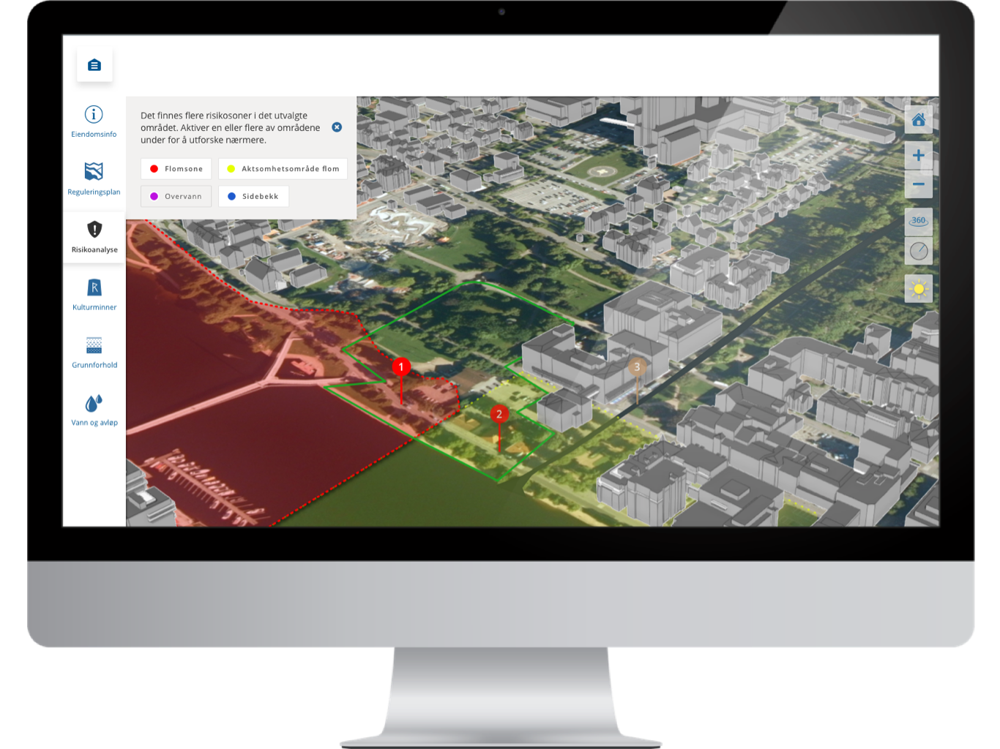 Det finnes flere risikosoner i det utvalgte
området. Aktiver en eller flere av områdene
under for å utforske nærmere.
Flomsone
Aktsomhetsområde flom
Overvann
Sidebekk
Eiendomsinfo
Reguleringsplan
Risikoanalyse
Kulturminner
Grunnforhold
Vann og avløp
360
1
2
3